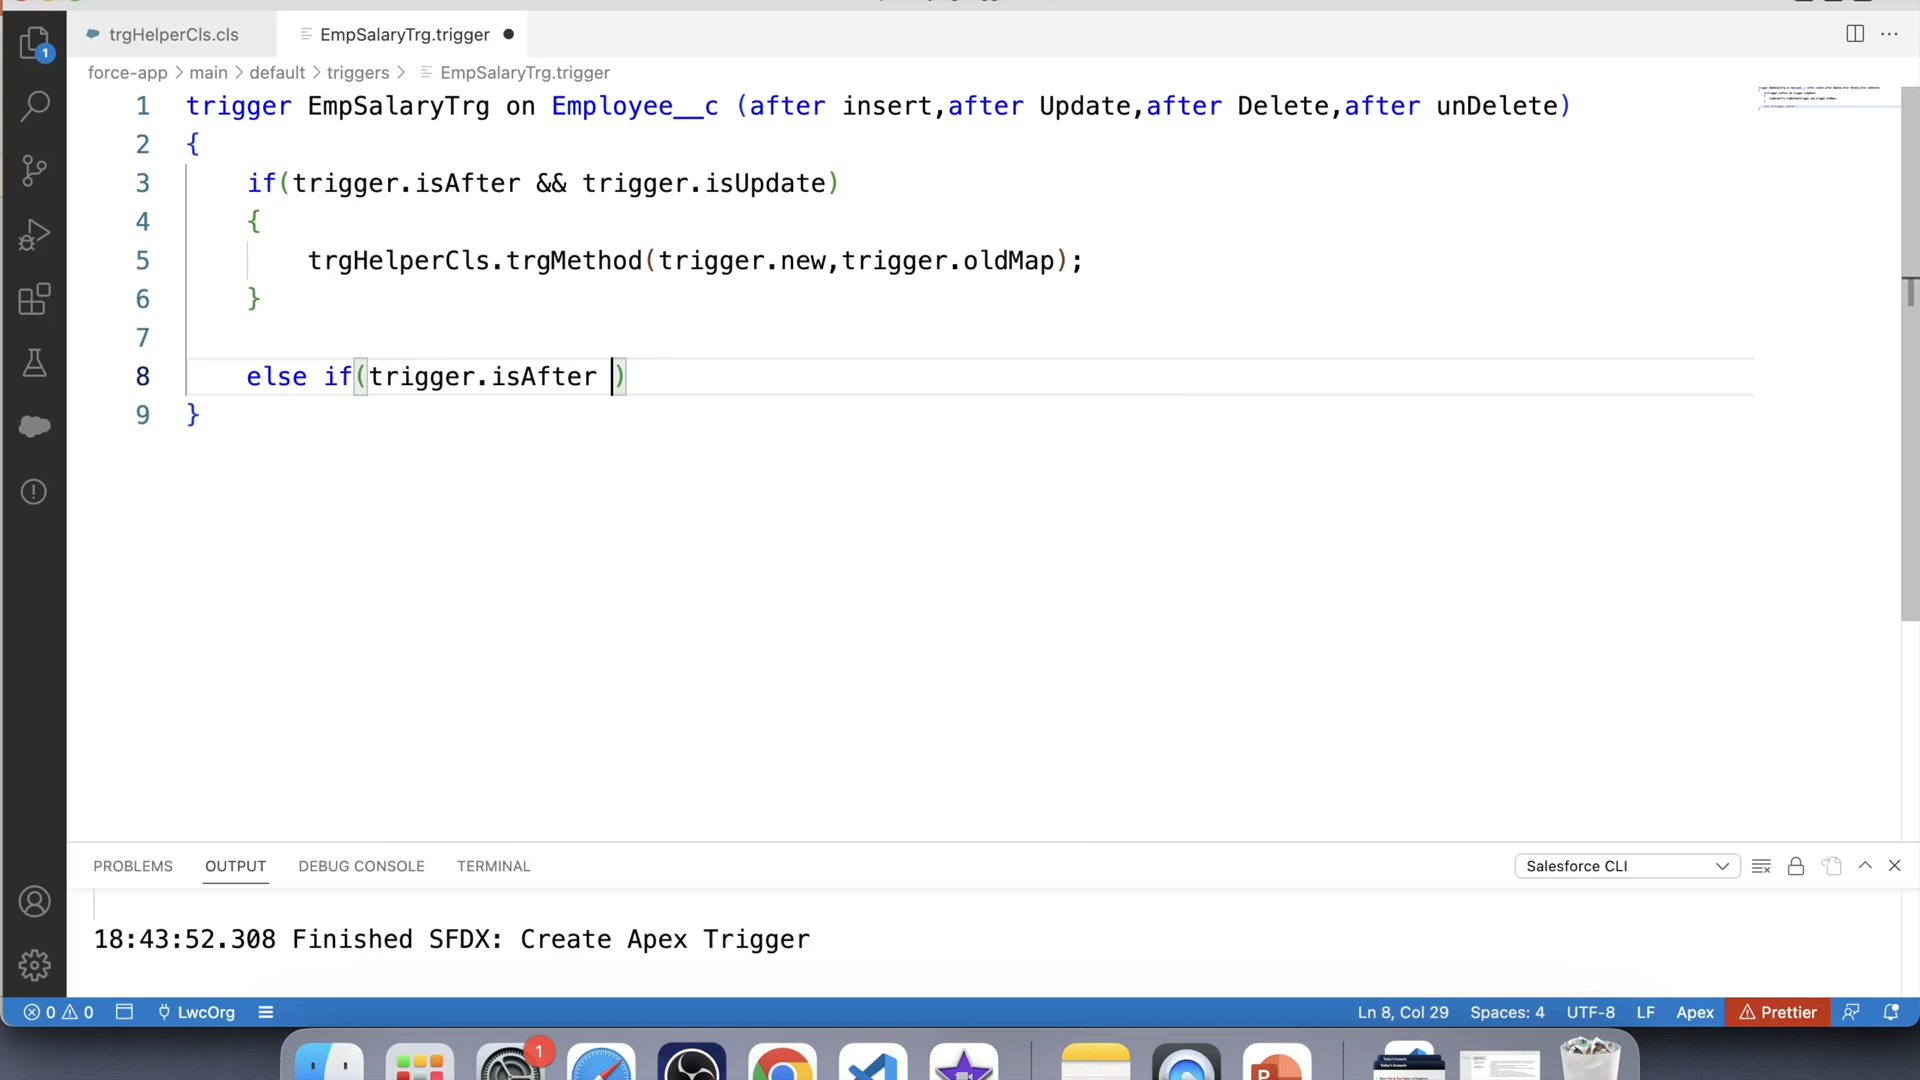 trgHelperCls.cls
EmpSalaryTrg.trigger
force-app > main > default > triggers > EmpSalaryTrg.trigger
1 trigger EmpSalaryTrg on Employee__c (after insert,after Update,after Delete,after unDelete)
2 {
3 if(trigger.isAfter && trigger.isUpdate)
4 {
5 trgHelperCls.trgMethod(trigger.new,trigger.oldMap);
6 }
7
8 else if(trigger.isAfter )
9 }
1
PROBLEMS OUTPUT DEBUG CONSOLE TERMINAL
Salesforce CLI
18:43:52.308 Finished SFDX: Create Apex Trigger
0 0 LwcOrg Ln 8, Col 29 Spaces: 4 UTF-8 LF Apex Prettier
1